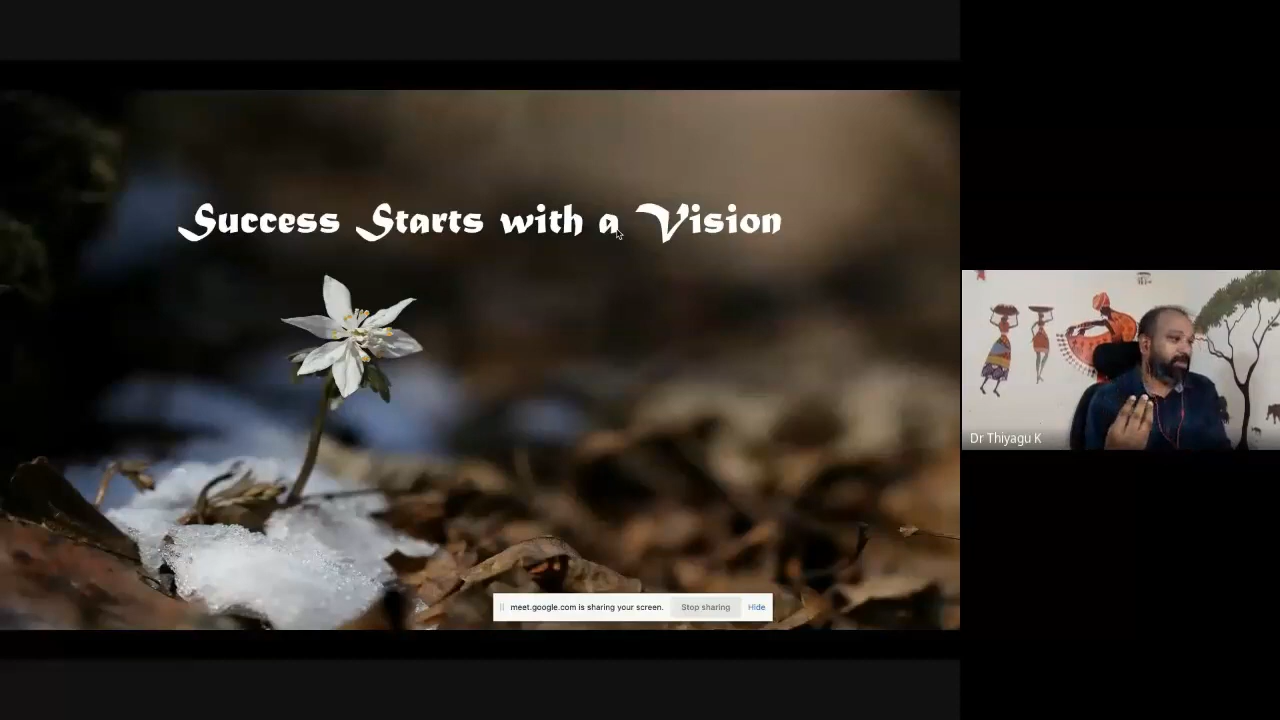 Success Starts with a Vision
Dr Thiyagu K
meet.google.com is sharing your screen. Stop sharing Hide